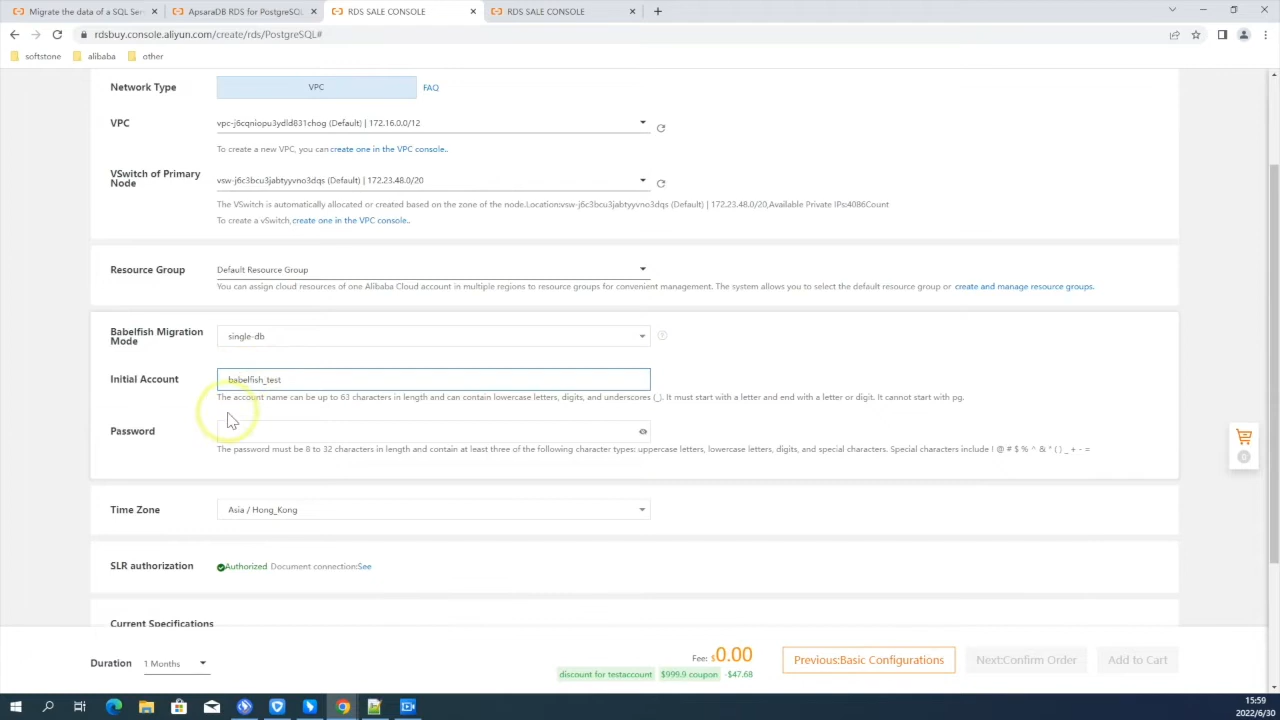 Migrate the data of a SQL Ser
ApsaraDB RDS for PostgreSQL
RDS SALE CONSOLE
RDS SALE CONSOLE
rdsbuy.console.aliyun.com/create/rds/PostgreSQL#
softstone
alibaba
other
Network Type
VPC
FAQ
VPC
vpc-j6cqniopu3ydld831chog (Default) | 172.16.0.0/12
To create a new VPC, you can create one in the VPC console..
VSwitch of Primary
Node
vsw-j6c3bcu3jabtyyvno3dqs (Default) | 172.23.48.0/20
The VSwitch is automatically allocated or created based on the zone of the node.Location:vsw-j6c3bcu3jabtyyvno3dqs (Default) | 172.23.48.0/20,Available Private IPs:4086Count
To create a vSwitch,create one in the VPC console..
Resource Group
Default Resource Group
You can assign cloud resources of one Alibaba Cloud account in multiple regions to resource groups for convenient management. The system allows you to select the default resource group or create and manage resource groups.
Babelfish Migration
Mode
single-db
Initial Account
babelfish_test
The account name can be up to 63 characters in length and can contain lowercase letters, digits, and underscores (_). It must start with a letter and end with a letter or digit. It cannot start with pg.
Password
The password must be 8 to 32 characters in length and contain at least three of the following character types: uppercase letters, lowercase letters, digits, and special characters. Special characters include ! @ # $ % ^ & * ( ) _ + - =
Time Zone
Asia / Hong_Kong
SLR authorization
Authorized Document connection:See
Current Specifications
Duration
1 Months
Fee: $0.00
discount for testaccount
$999.9 coupon
-$47.68
Previous:Basic Configurations
Next:Confirm Order
Add to Cart
0
15:59
2022/6/30